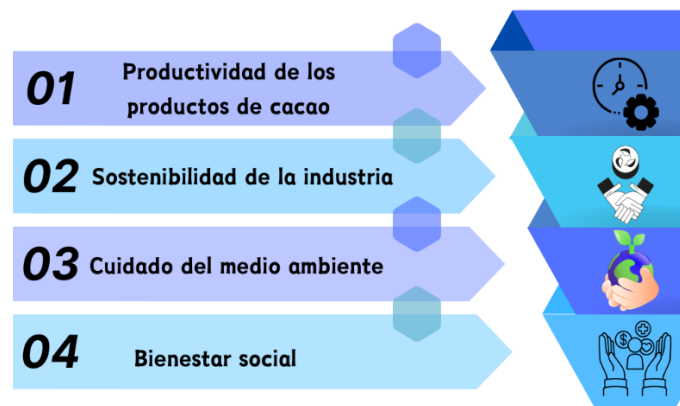 01
Productividad de los
productos de cacao
02 Sostenibilidad de la industria
03 Cuidado del medio ambiente
04 Bienestar social